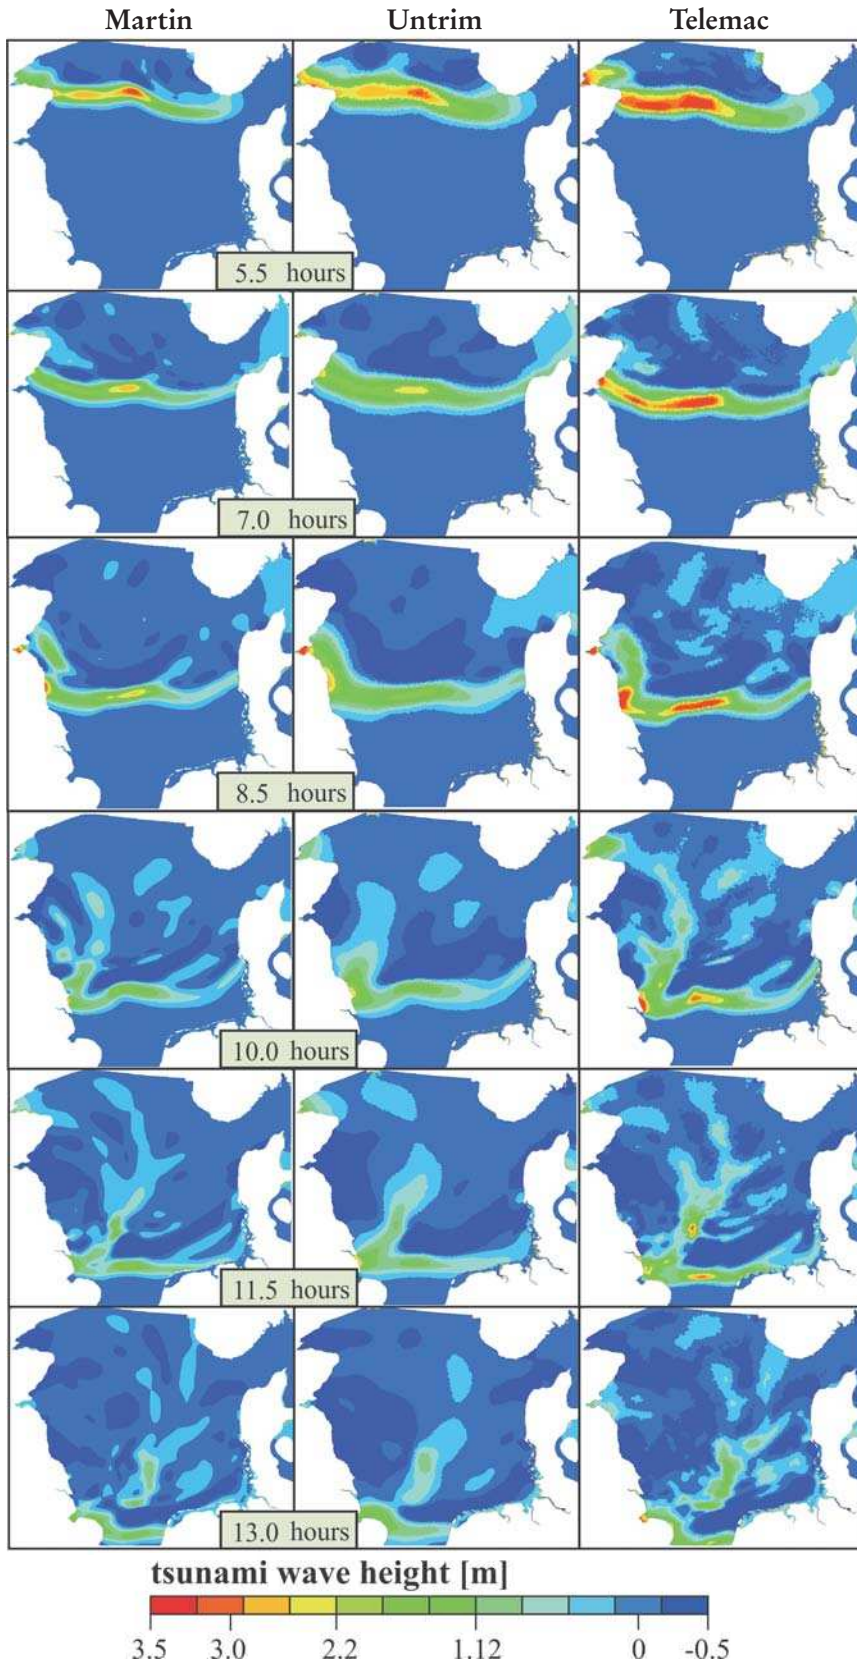 Martin Untrim Telemac
5.5 hours
7.0 hours
8.5 hours
10.0 hours
11.5 hours
13.0 hours
tsunami wave height [m]
3.5 3.0 2.2 1.12 0 -0.5